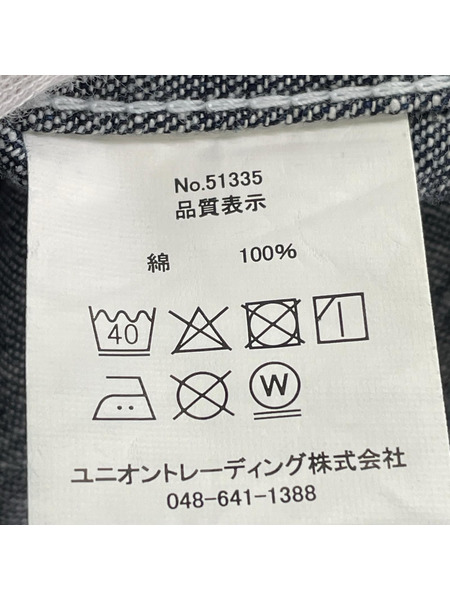 No.51335
品質表示
綿 100%
40
W
ユニオントレーディング株式会社
048-641-1388